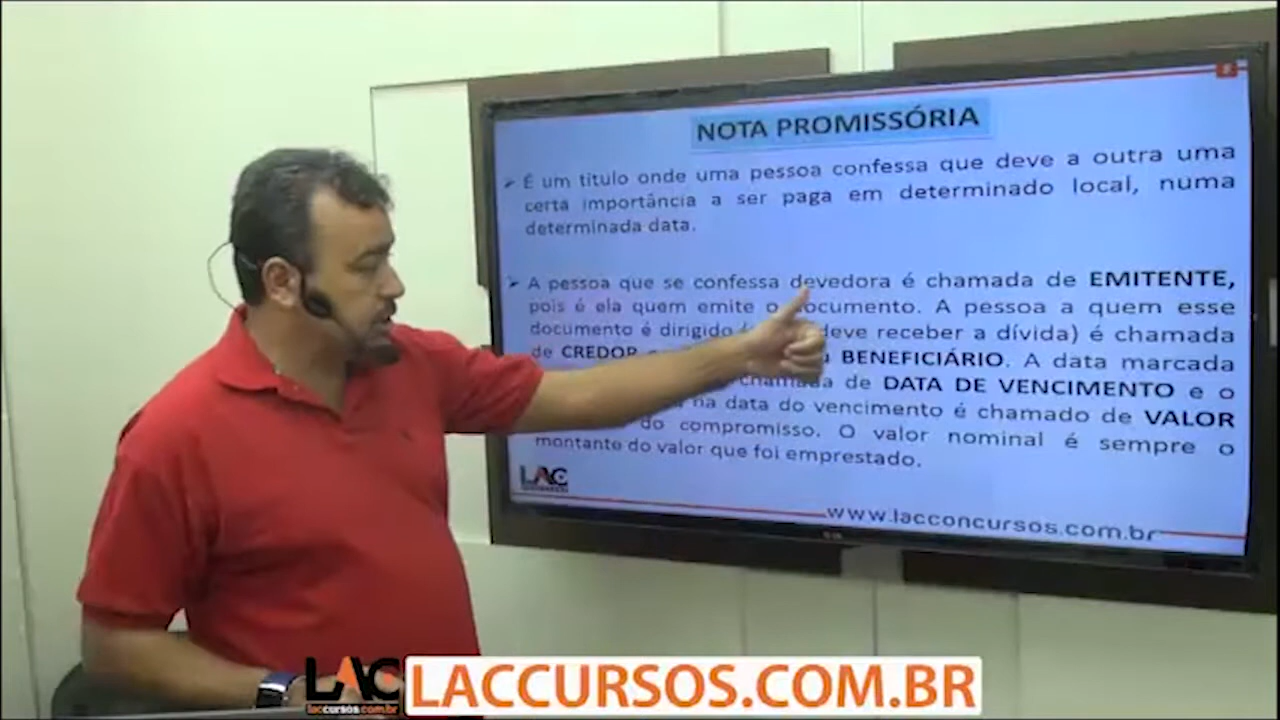 NOTA PROMISSÓRIA
É um título onde uma pessoa confessa que deve a outra uma
certa importância a ser paga em determinado local, numa
determinada data.
A pessoa que se confessa devedora é chamada de EMITENTE,
pois é ela quem emite o documento. A pessoa a quem esse
documento é dirigido deve receber a dívida) é chamada
de CREDOR BENEFICIÁRIO. A data marcada
chamada de DATA DE VENCIMENTO e o
na data do vencimento é chamado de VALOR
do compromisso. O valor nominal é sempre o
montante do valor que foi emprestado.
LAC
www.lacconcursos.com.br
LAC
laccursos.com.br
LACCURSOS.COM.BR